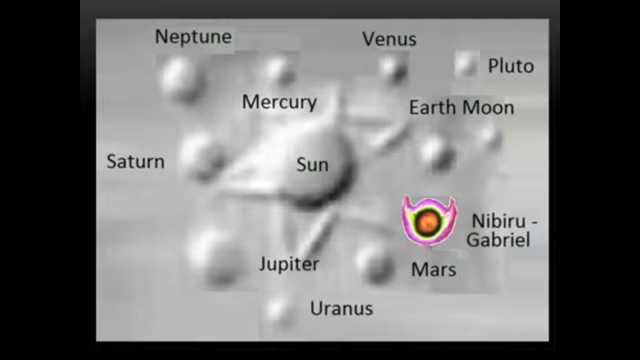 Neptune
Venus
Pluto
Mercury
Earth Moon
Saturn
Sun
Nibiru -
Gabriel
Jupiter
Mars
Uranus